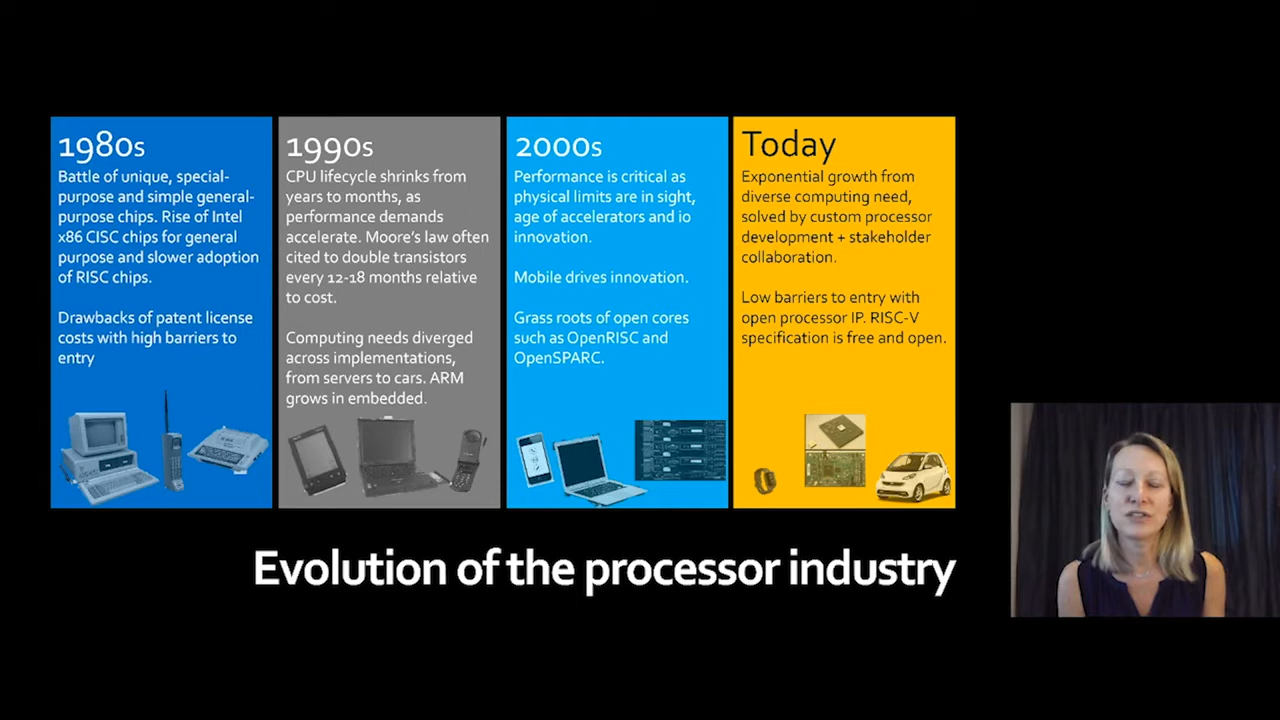 1980s
Battle of unique, special-
purpose and simple general-
purpose chips. Rise of Intel
x86 CISC chips for general
purpose and slower adoption
of RISC chips.
Drawbacks of patent license
costs with high barriers to
entry
1990s
CPU lifecycle shrinks from
years to months, as
performance demands
accelerate. Moore's law often
cited to double transistors
every 12-18 months relative
to cost.
Computing needs diverged
across implementations,
from servers to cars. ARM
grows in embedded.
2000s
Performance is critical as
physical limits are in sight,
age of accelerators and io
innovation.
Mobile drives innovation.
Grass roots of open cores
such as OpenRISC and
OpenSPARC.
Today
Exponential growth from
diverse computing need,
solved by custom processor
development + stakeholder
collaboration.
Low barriers to entry with
open processor IP. RISC-V
specification is free and open.
Evolution of the processor industry